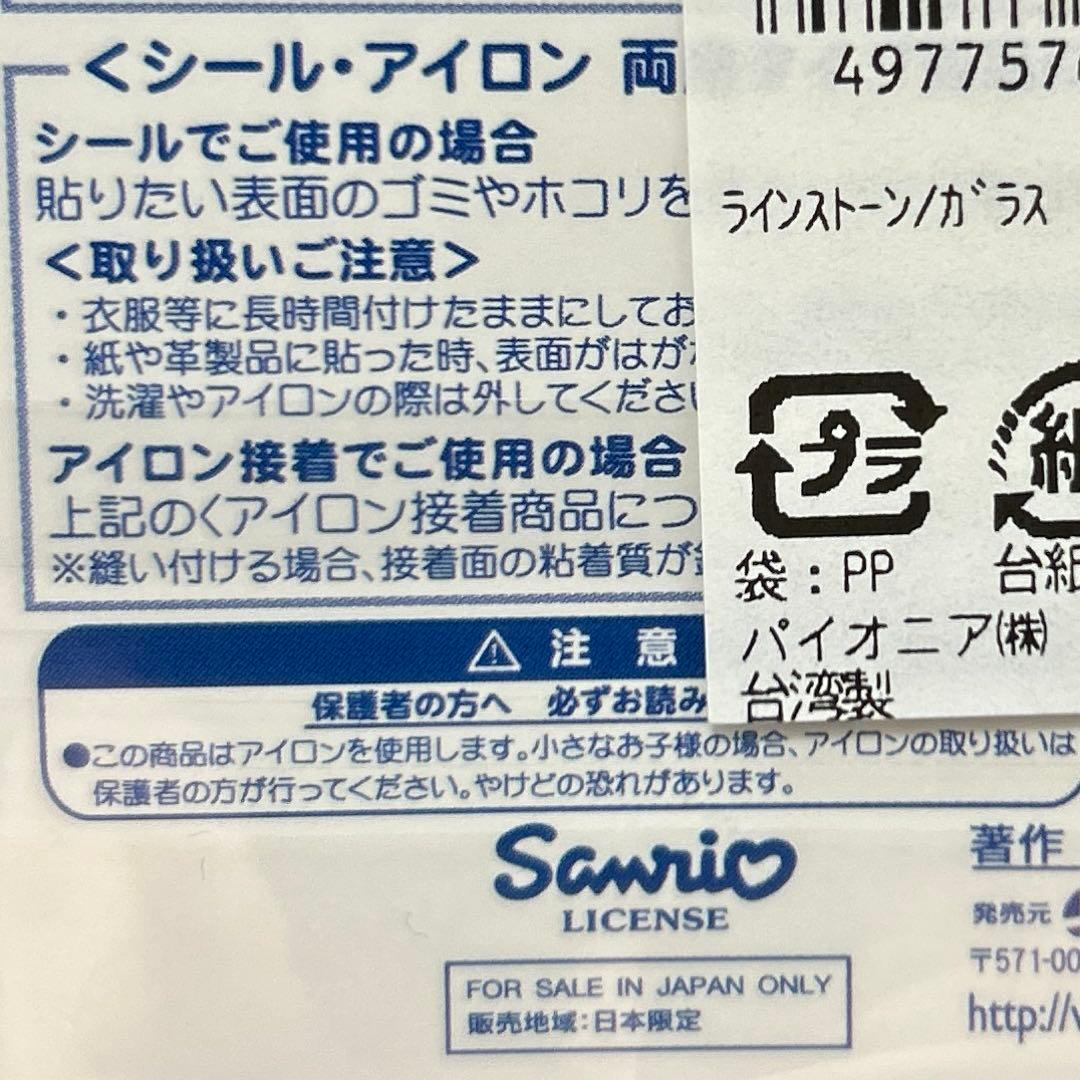 <シール・アイロン 両
シールでご使用の場合
貼りたい表面のゴミやホコリを
<取り扱いご注意>
・衣服等に長時間付けたままにしてお
・紙や革製品に貼った時、表面がはが
・洗濯やアイロンの際は外してくださ
アイロン接着でご使用の場合
上記の<アイロン接着商品につ
※縫い付ける場合、接着面の粘着質が
497757
ラインストーン/ガラス
プラ
紙
袋:PP
台紙
パイオニア㈱
台湾製
注 意
保護者の方へ 必ずお読み
●この商品はアイロンを使用します。小さなお子様の場合、アイロンの取り扱いは
保護者の方が行ってください。やけどの恐れがあります。
Sanrio
LICENSE
FOR SALE IN JAPAN ONLY
販売地域:日本限定
著作
発売元
〒571-00
http://